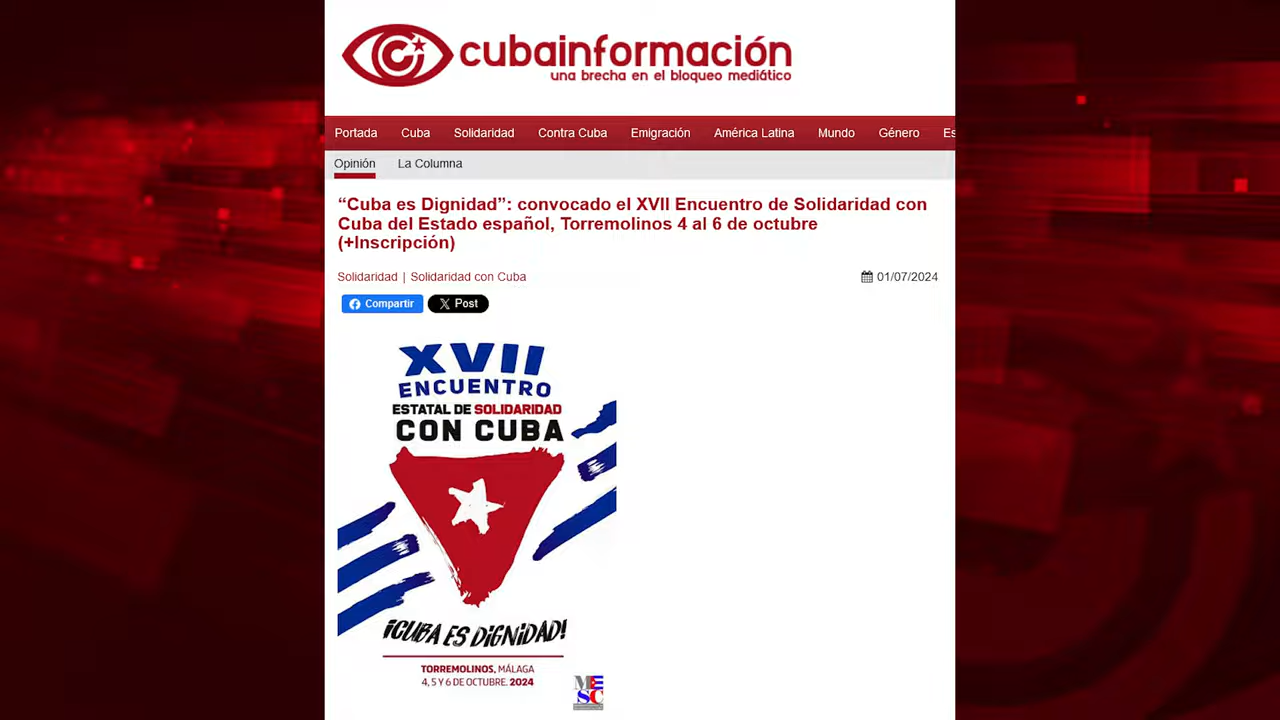 cubainformación
una brecha en el bloqueo mediático
Portada Cuba Solidaridad Contra Cuba Emigración América Latina Mundo Género Es
Opinión La Columna
“Cuba es Dignidad”: convocado el XVII Encuentro de Solidaridad con
Cuba del Estado español, Torremolinos 4 al 6 de octubre
(+Inscripción)
Solidaridad | Solidaridad con Cuba 01/07/2024
Compartir Post
XVII
ENCUENTRO
ESTATAL DE SOLIDARIDAD
CON CUBA
¡CUBA ES DIGNIDAD!
TORREMOLINOS, MÁLAGA
4, 5 Y 6 DE OCTUBRE. 2024
MESC